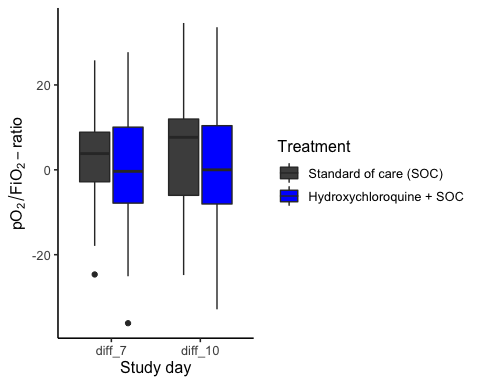 pO₂/FiO₂−ratio
20
0
-20
diff_7
diff_10
Study day
Treatment
Standard of care (SOC)
Hydroxychloroquine + SOC